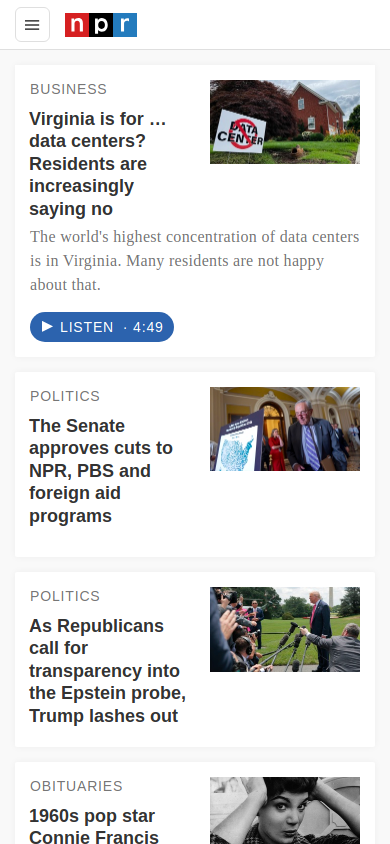 npr
BUSINESS
Virginia is for …
data centers?
Residents are
increasingly
saying no
DATA
CENTER
The world's highest concentration of data centers
is in Virginia. Many residents are not happy
about that.
LISTEN · 4:49
POLITICS
The Senate
approves cuts to
NPR, PBS and
foreign aid
programs
POLITICS
As Republicans
call for
transparency into
the Epstein probe,
Trump lashes out
OBITUARIES
1960s pop star
Connie Francis